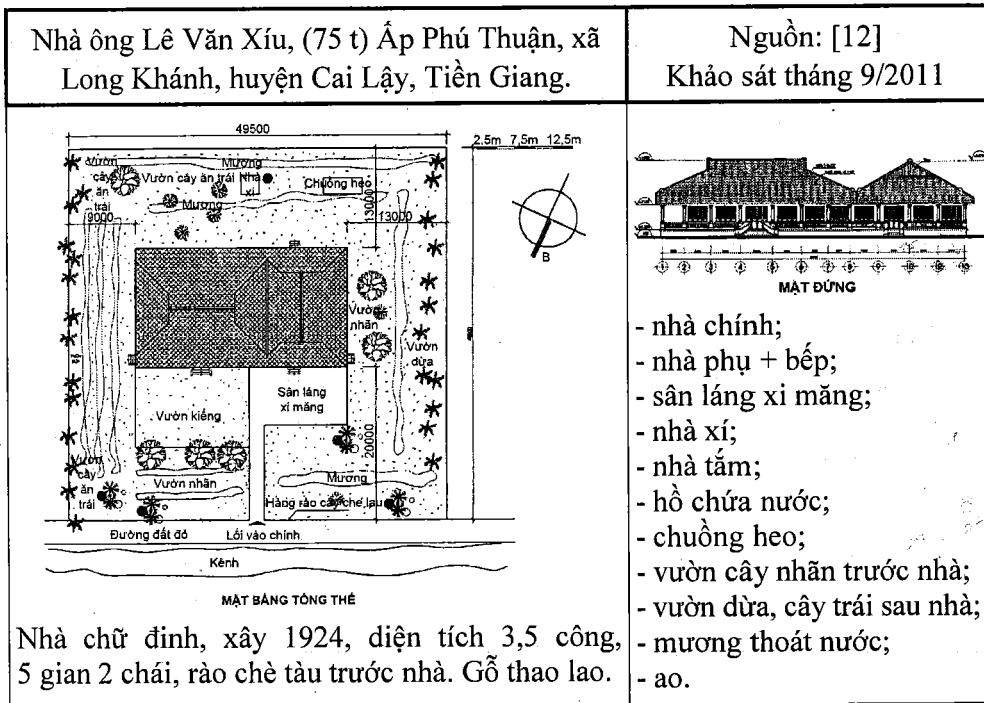 Nhà ông Lê Văn Xíu, (75 t) Ấp Phú Thuận, xã
Long Khánh, huyện Cai Lậy, Tiền Giang.
Nguồn: [12]
Khảo sát tháng 9/2011
49500
2.5m 7,5m 12,5m
Vườn
cây
ăn
trái
Vườn cây ăn trái
Nhà
xí
Mương
Chuồng heo
Mương
9000
13000
13000
B
Vườn
nhãn
Vườn
dừa
Sân láng
xi măng
Vườn kiểng
20000
Vườn
cây
ăn
trái
Vườn nhãn
Mương
Hàng rào cây
Đường đất đỏ
Lối vào chính
Kênh
MẶT BẰNG TỔNG THỂ
Nhà chữ đinh, xây 1924, diện tích 3,5 công,
5 gian 2 chái, rào chè tàu trước nhà. Gỗ thao lao.
MẶT ĐỨNG
- nhà chính;
- nhà phụ + bếp;
- sân láng xi măng;
- nhà xí;
- nhà tắm;
- hồ chứa nước;
- chuồng heo;
- vườn cây nhãn trước nhà;
- vườn dừa, cây trái sau nhà;
- mương thoát nước;
- ao.